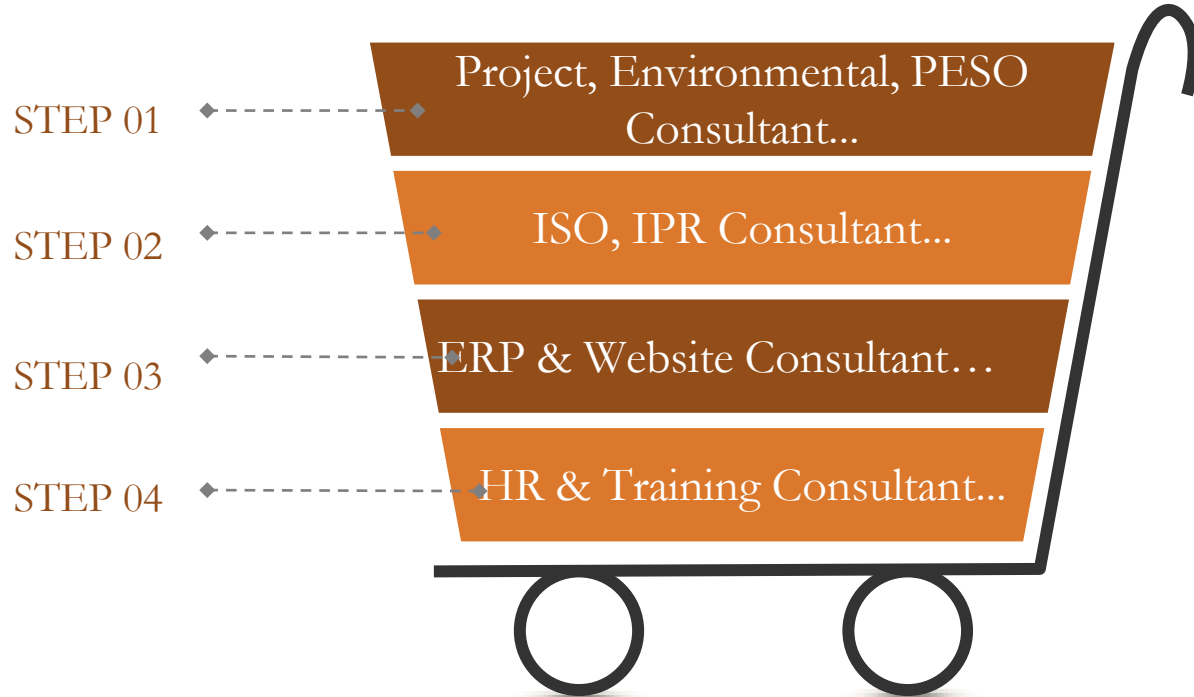 STEP 01
Project, Environmental, PESO
Consultant...
STEP 02
ISO, IPR Consultant...
STEP 03
ERP & Website Consultant…
STEP 04
HR & Training Consultant...